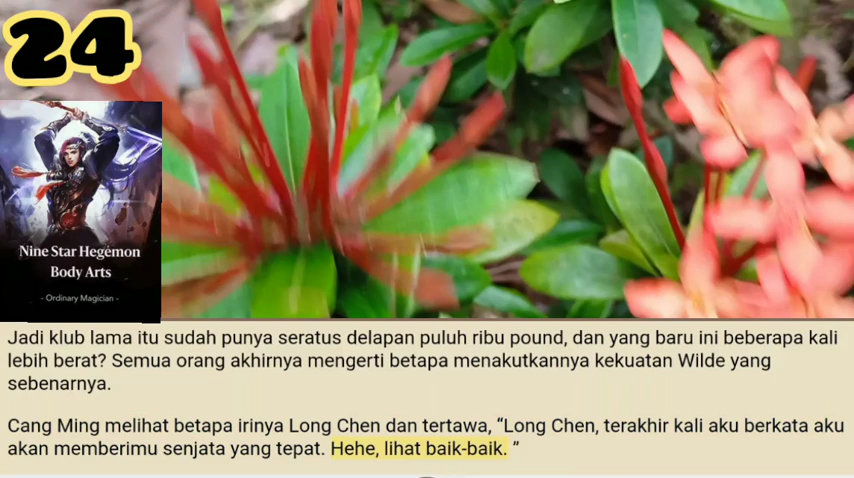 24
Nine Star Hegemon
Body Arts
- Ordinary Magician -
Jadi klub lama itu sudah punya seratus delapan puluh ribu pound, dan yang baru ini beberapa kali
lebih berat? Semua orang akhirnya mengerti betapa menakutkannya kekuatan Wilde yang
sebenarnya.
Cang Ming melihat betapa irinya Long Chen dan tertawa, “Long Chen, terakhir kali aku berkata aku
akan memberimu senjata yang tepat. Hehe, lihat baik-baik. ”